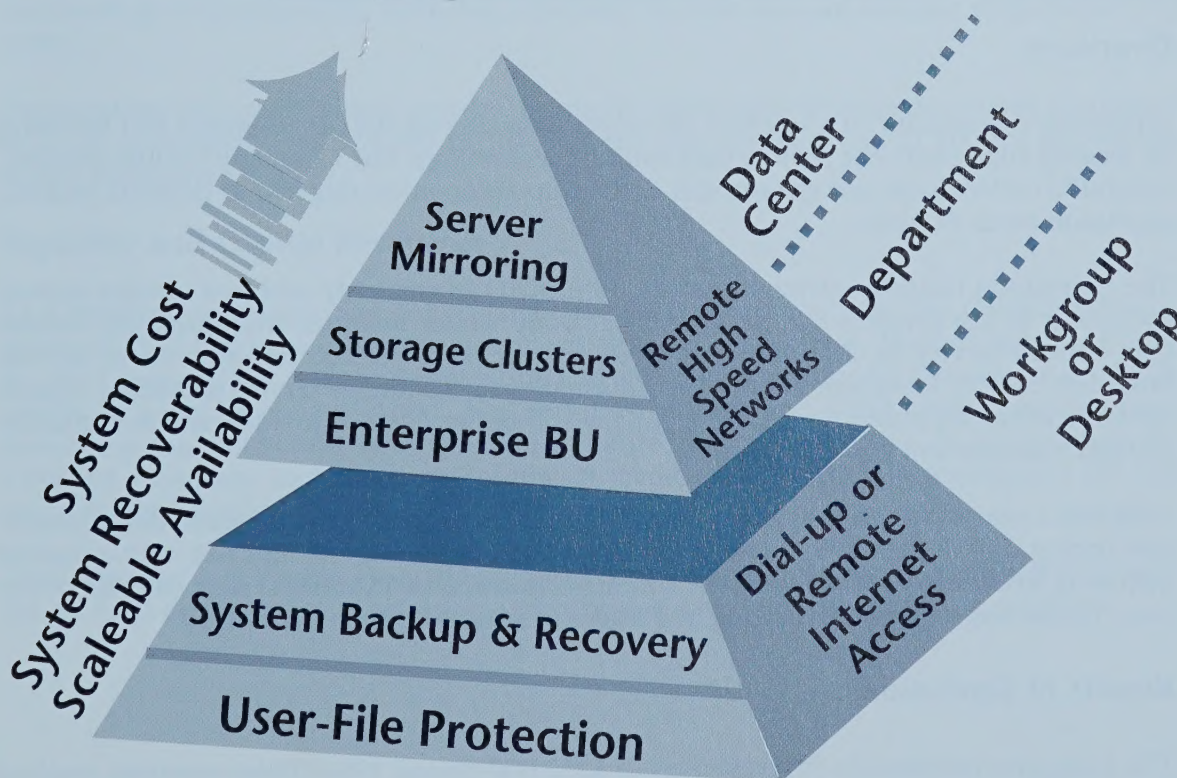 System Cost
System Recoverability
Scaleable Availability
Server
Mirroring
Storage Clusters
Enterprise BU
System Backup & Recovery
User-File Protection
Remote
High
Speed
Networks
Dial-up or
Remote
Internet
Access
Data
Center
Department
Workgroup
or
Desktop